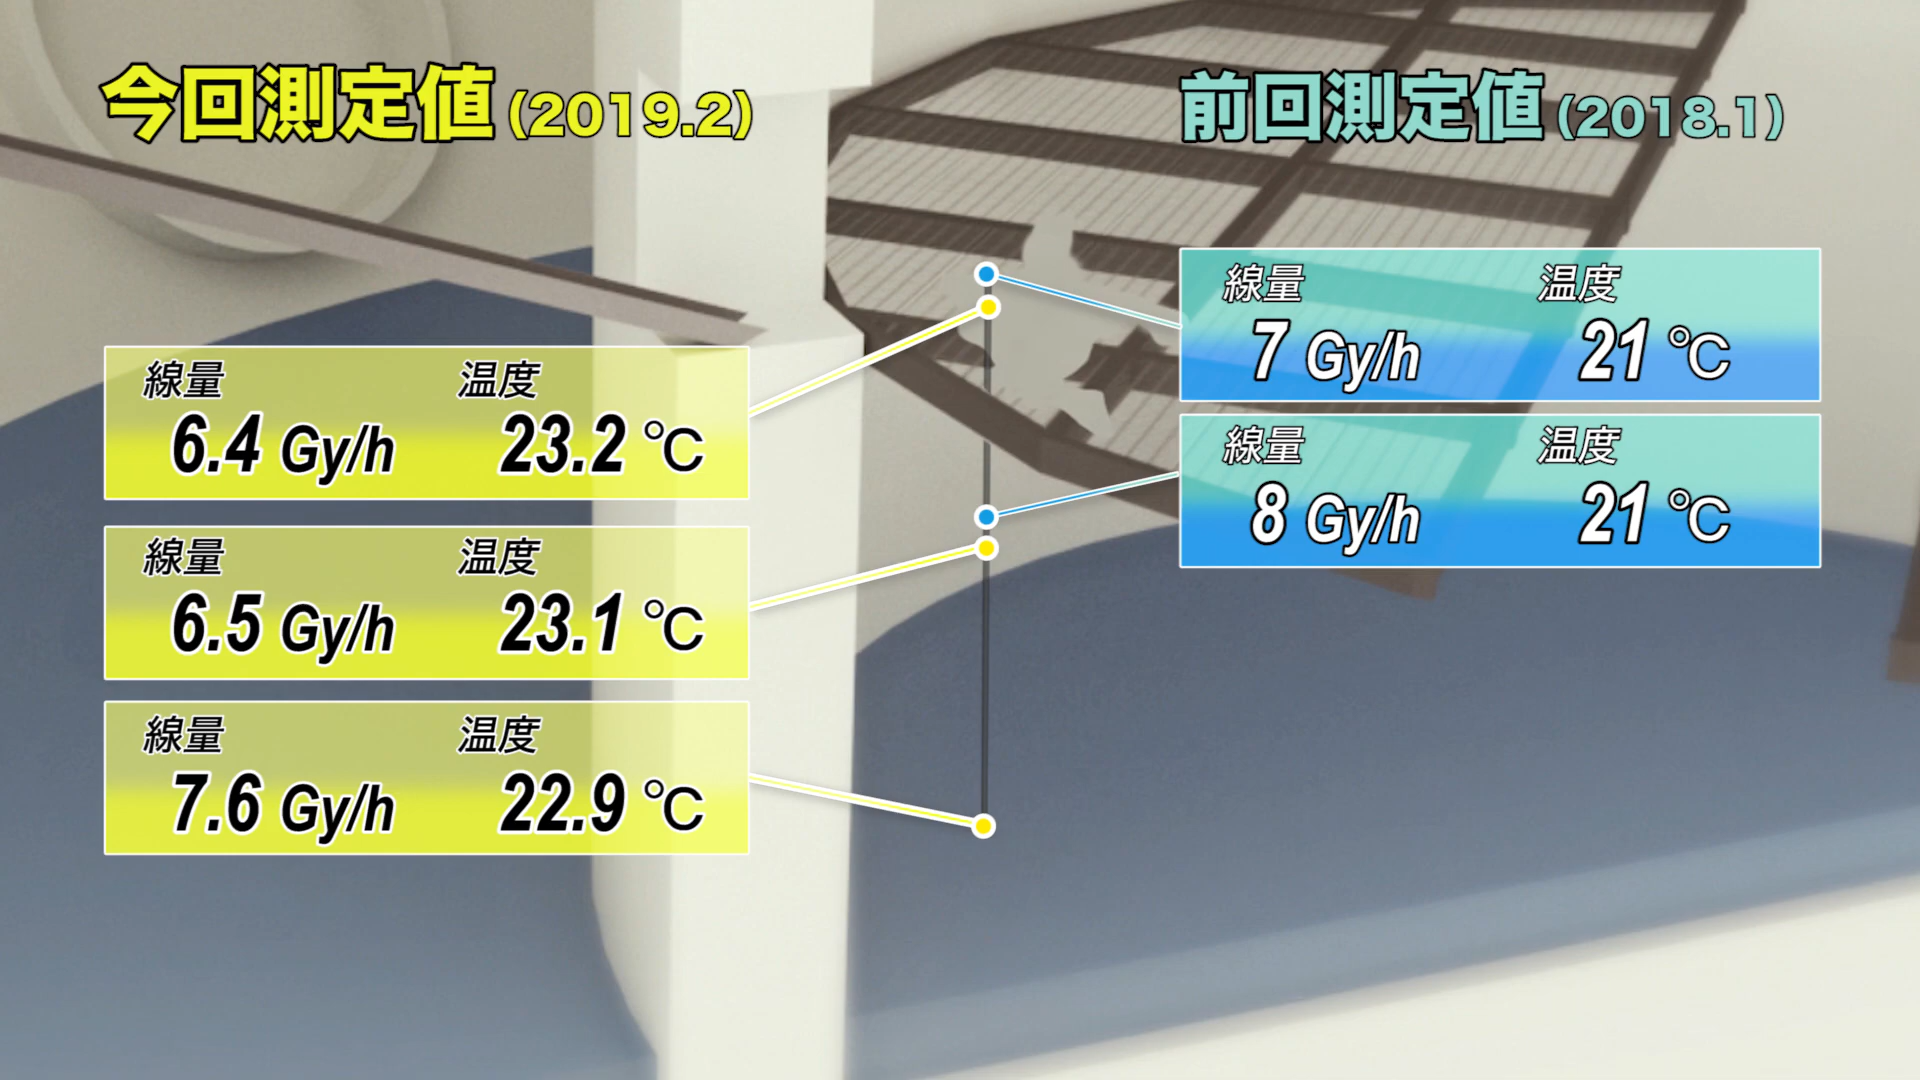 今回測定値(2019.2)
線量 温度
6.4 Gy/h 23.2 ℃
線量 温度
6.5 Gy/h 23.1 ℃
線量 温度
7.6 Gy/h 22.9 ℃
前回測定値(2018.1)
線量 温度
7 Gy/h 21 ℃
線量 温度
8 Gy/h 21 ℃